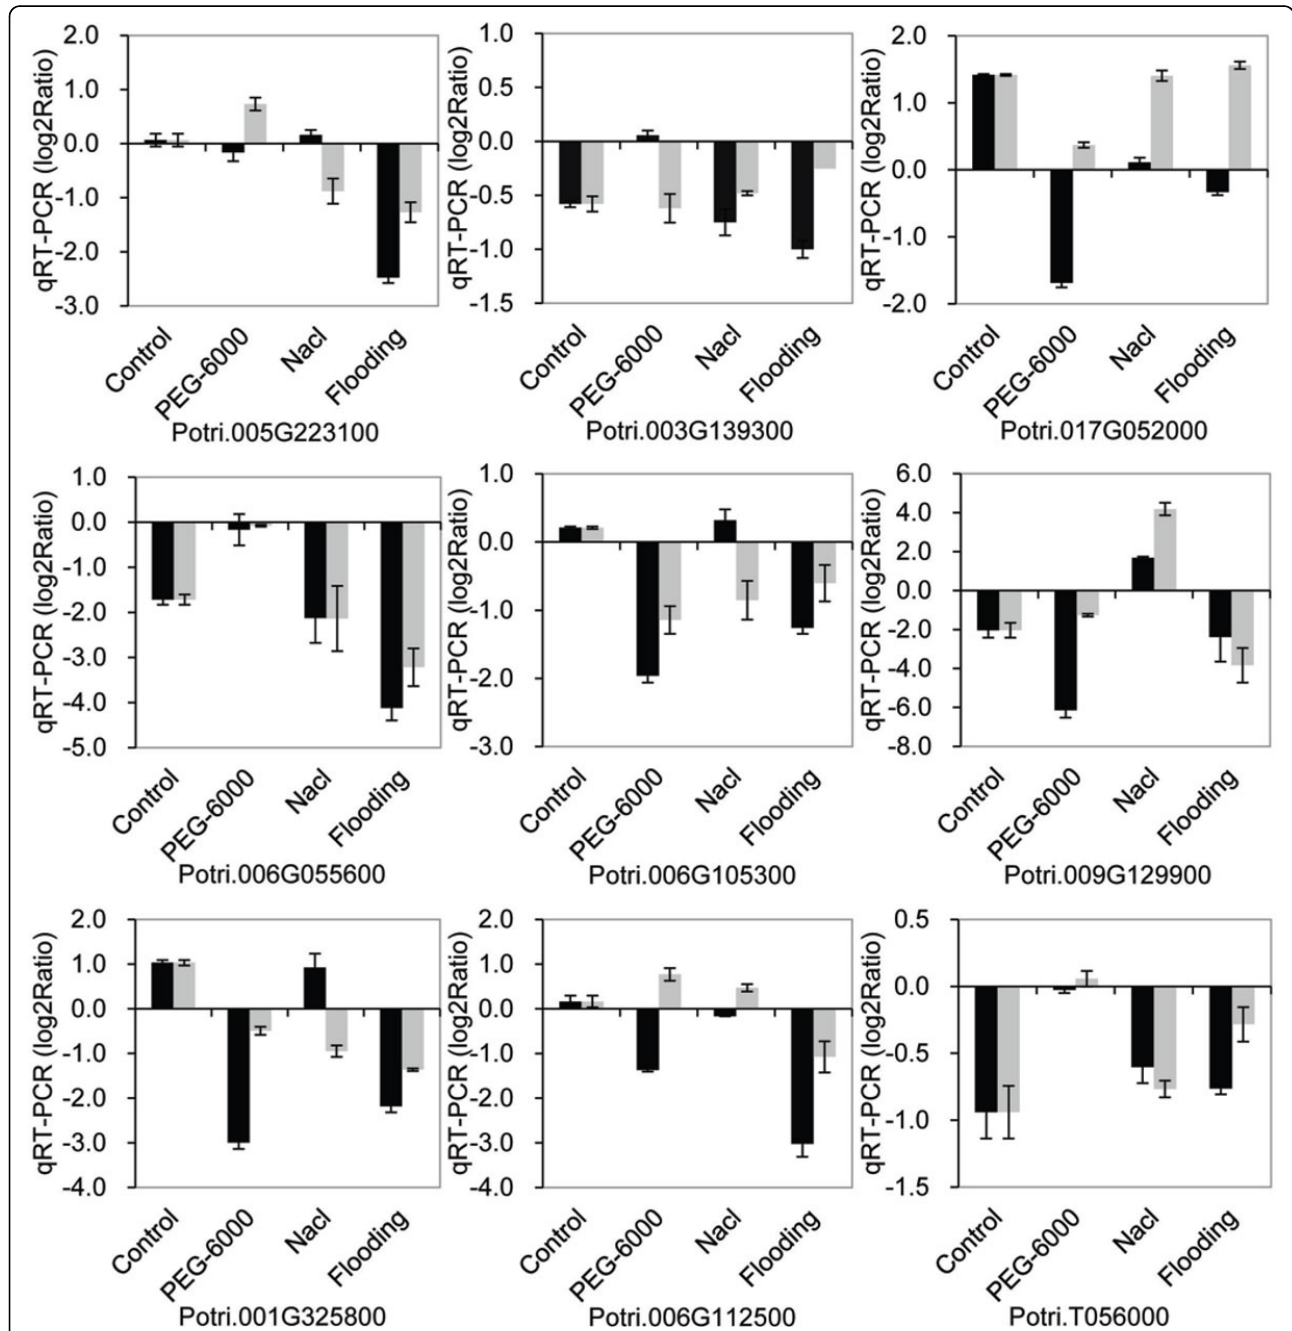 qRT-PCR (log2Ratio)
2.0
1.0
0.0
-1.0
-2.0
-3.0
Control
PEG-6000
Nacl
Flooding
Potri.005G223100
qRT-PCR (log2Ratio)
1.0
0.5
0.0
-0.5
-1.0
-1.5
Control
PEG-6000
Nacl
Flooding
Potri.003G139300
qRT-PCR (log2Ratio)
2.0
1.0
0.0
-1.0
-2.0
Control
PEG-6000
Nacl
Flooding
Potri.017G052000
qRT-PCR (log2Ratio)
1.0
0.0
-1.0
-2.0
-3.0
-4.0
-5.0
Control
PEG-6000
Nacl
Flooding
Potri.006G055600
qRT-PCR (log2Ratio)
1.0
0.0
-1.0
-2.0
-3.0
Control
PEG-6000
Nacl
Flooding
Potri.006G105300
qRT-PCR (log2Ratio)
6.0
4.0
2.0
0.0
-2.0
-4.0
-6.0
-8.0
Control
PEG-6000
Nacl
Flooding
Potri.009G129900
qRT-PCR (log2Ratio)
2.0
1.0
0.0
-1.0
-2.0
-3.0
-4.0
Control
PEG-6000
Nacl
Flooding
Potri.001G325800
qRT-PCR (log2Ratio)
2.0
1.0
0.0
-1.0
-2.0
-3.0
-4.0
Control
PEG-6000
Nacl
Flooding
Potri.006G112500
qRT-PCR (log2Ratio)
0.5
0.0
-0.5
-1.0
-1.5
Control
PEG-6000
Nacl
Flooding
Potri.T056000